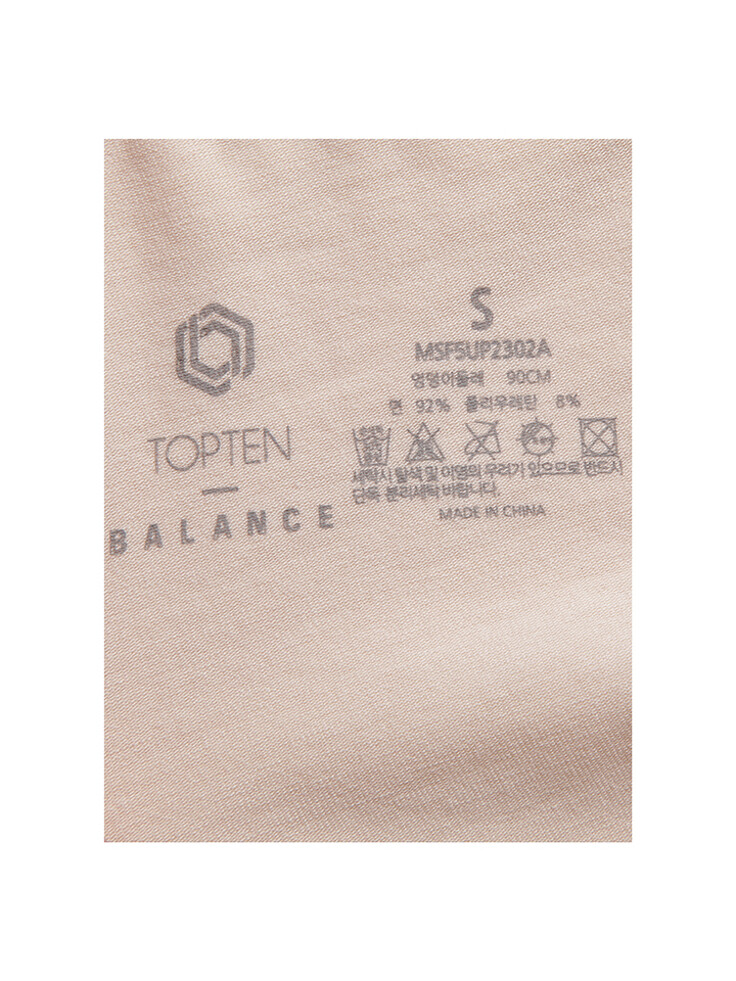 TOPTEN
BALANCE
S
MSF5UP2302A
엉덩이둘레 90CM
면 92% 폴리우레탄 8%
세탁시 탈색 및 이염의 우려가 있으므로 반드시
단독 분리세탁 바랍니다.
MADE IN CHINA